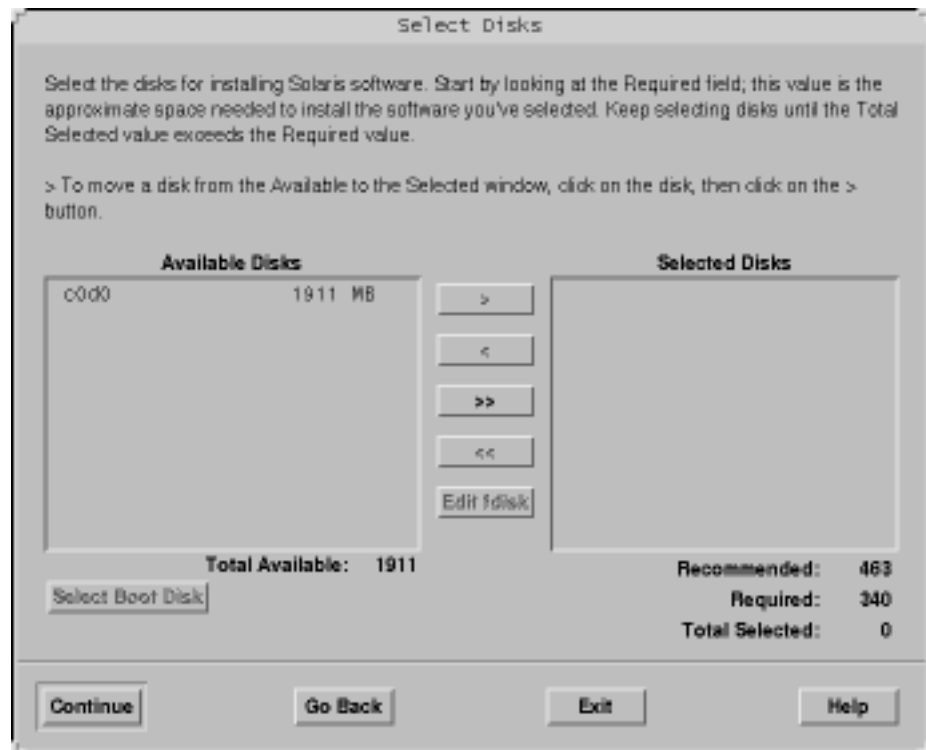 Select Disks
Select the disks for installing Solaris software. Start by looking at the Required field; this value is the
approximate space needed to install the software you've selected. Keep selecting disks until the Total
Selected value exceeds the Required value.
> To move a disk from the Available to the Selected window, click on the disk, then click on the >
button.
Available Disks
Selected Disks
c0d0 1911 MB
>
<
>>
<<
Edit fdisk
Total Available: 1911
Select Boot Disk
Recommended: 463
Required: 340
Total Selected: 0
Continue Go Back Exit Help